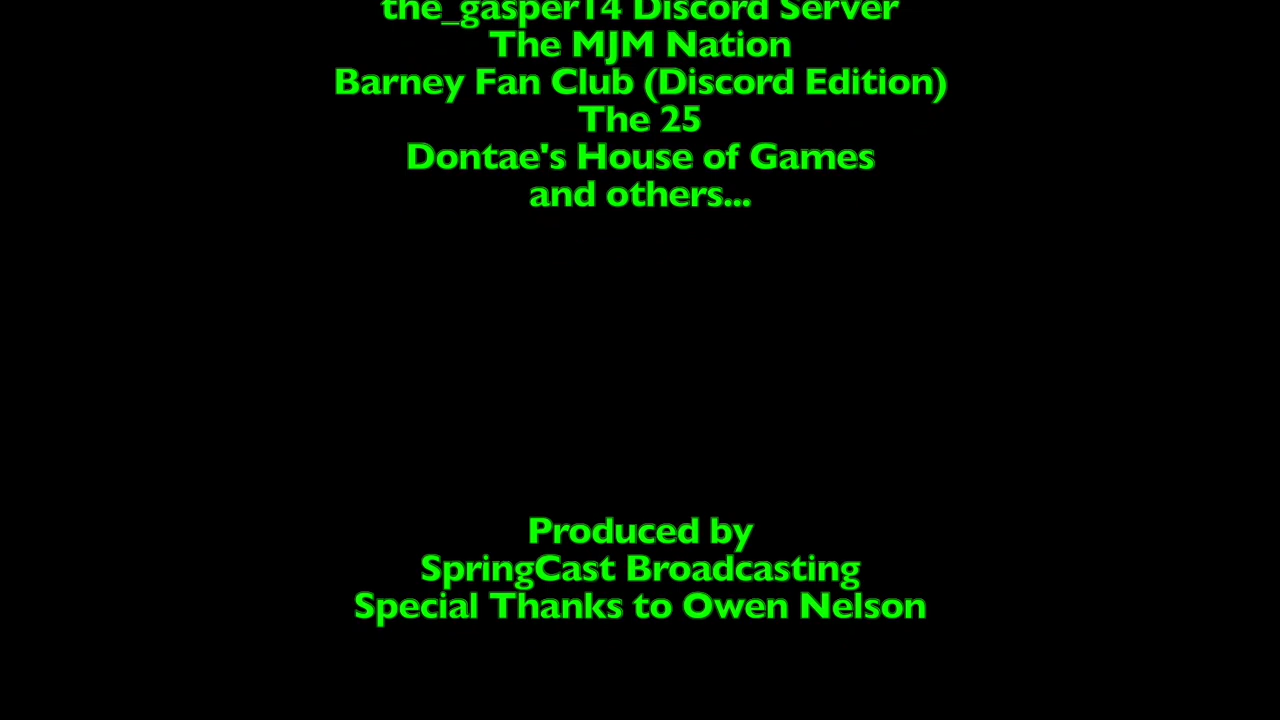 the_gasper14 Discord Server
The MJM Nation
Barney Fan Club (Discord Edition)
The 25
Dontae's House of Games
and others...
Produced by
SpringCast Broadcasting
Special Thanks to Owen Nelson